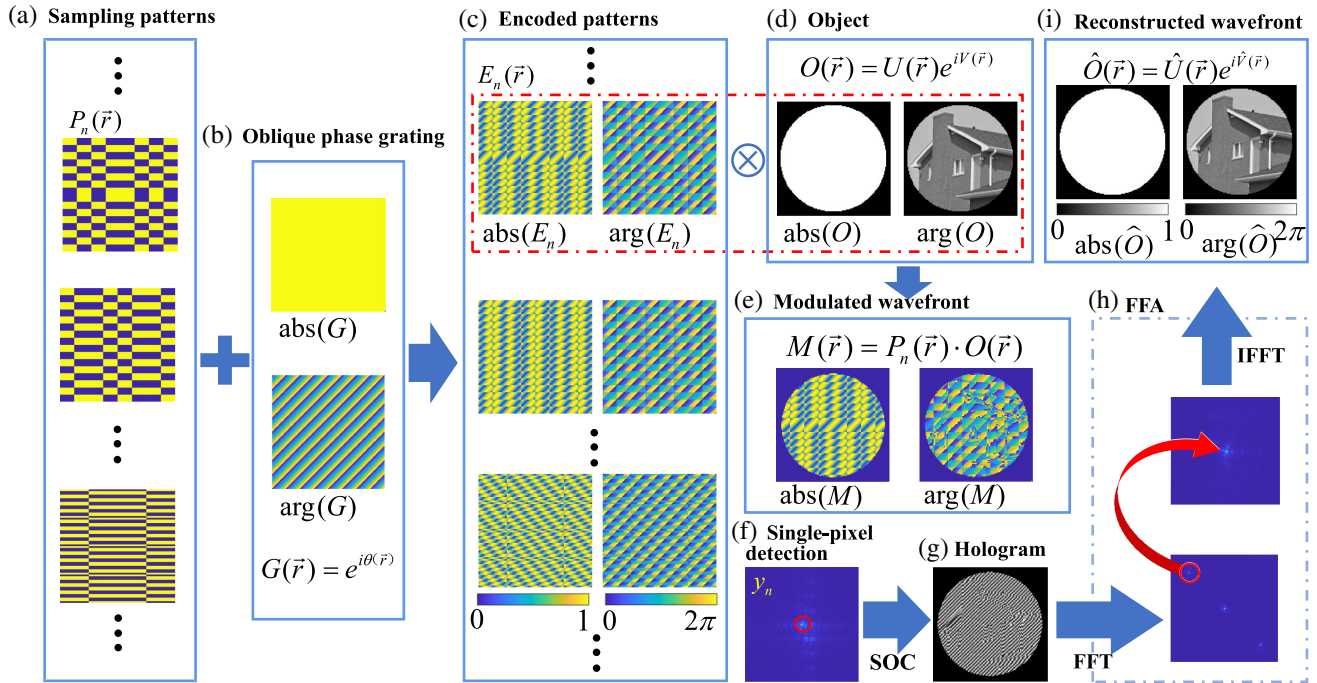 (a) Sampling patterns
P_n(r⃗)
(b) Oblique phase grating
abs(G)
arg(G)
G(r⃗) = e^{iθ(r⃗)}
(c) Encoded patterns
E_n(r⃗)
abs(E_n) arg(E_n)
0 1 0 2π
(d) Object
O(r⃗) = U(r⃗)e^{iV(r⃗)}
⊗
abs(O) arg(O)
(e) Modulated wavefront
M(r⃗) = P_n(r⃗)·O(r⃗)
abs(M) arg(M)
(f) Single-pixel
detection
y_n
SOC
(g) Hologram
FFT
(h) FFA
IFFT
(i) Reconstructed wavefront
Ô(r⃗) = Û(r⃗)e^{iV̂(r⃗)}
0 1 0 2π
abs(Ô) arg(Ô)